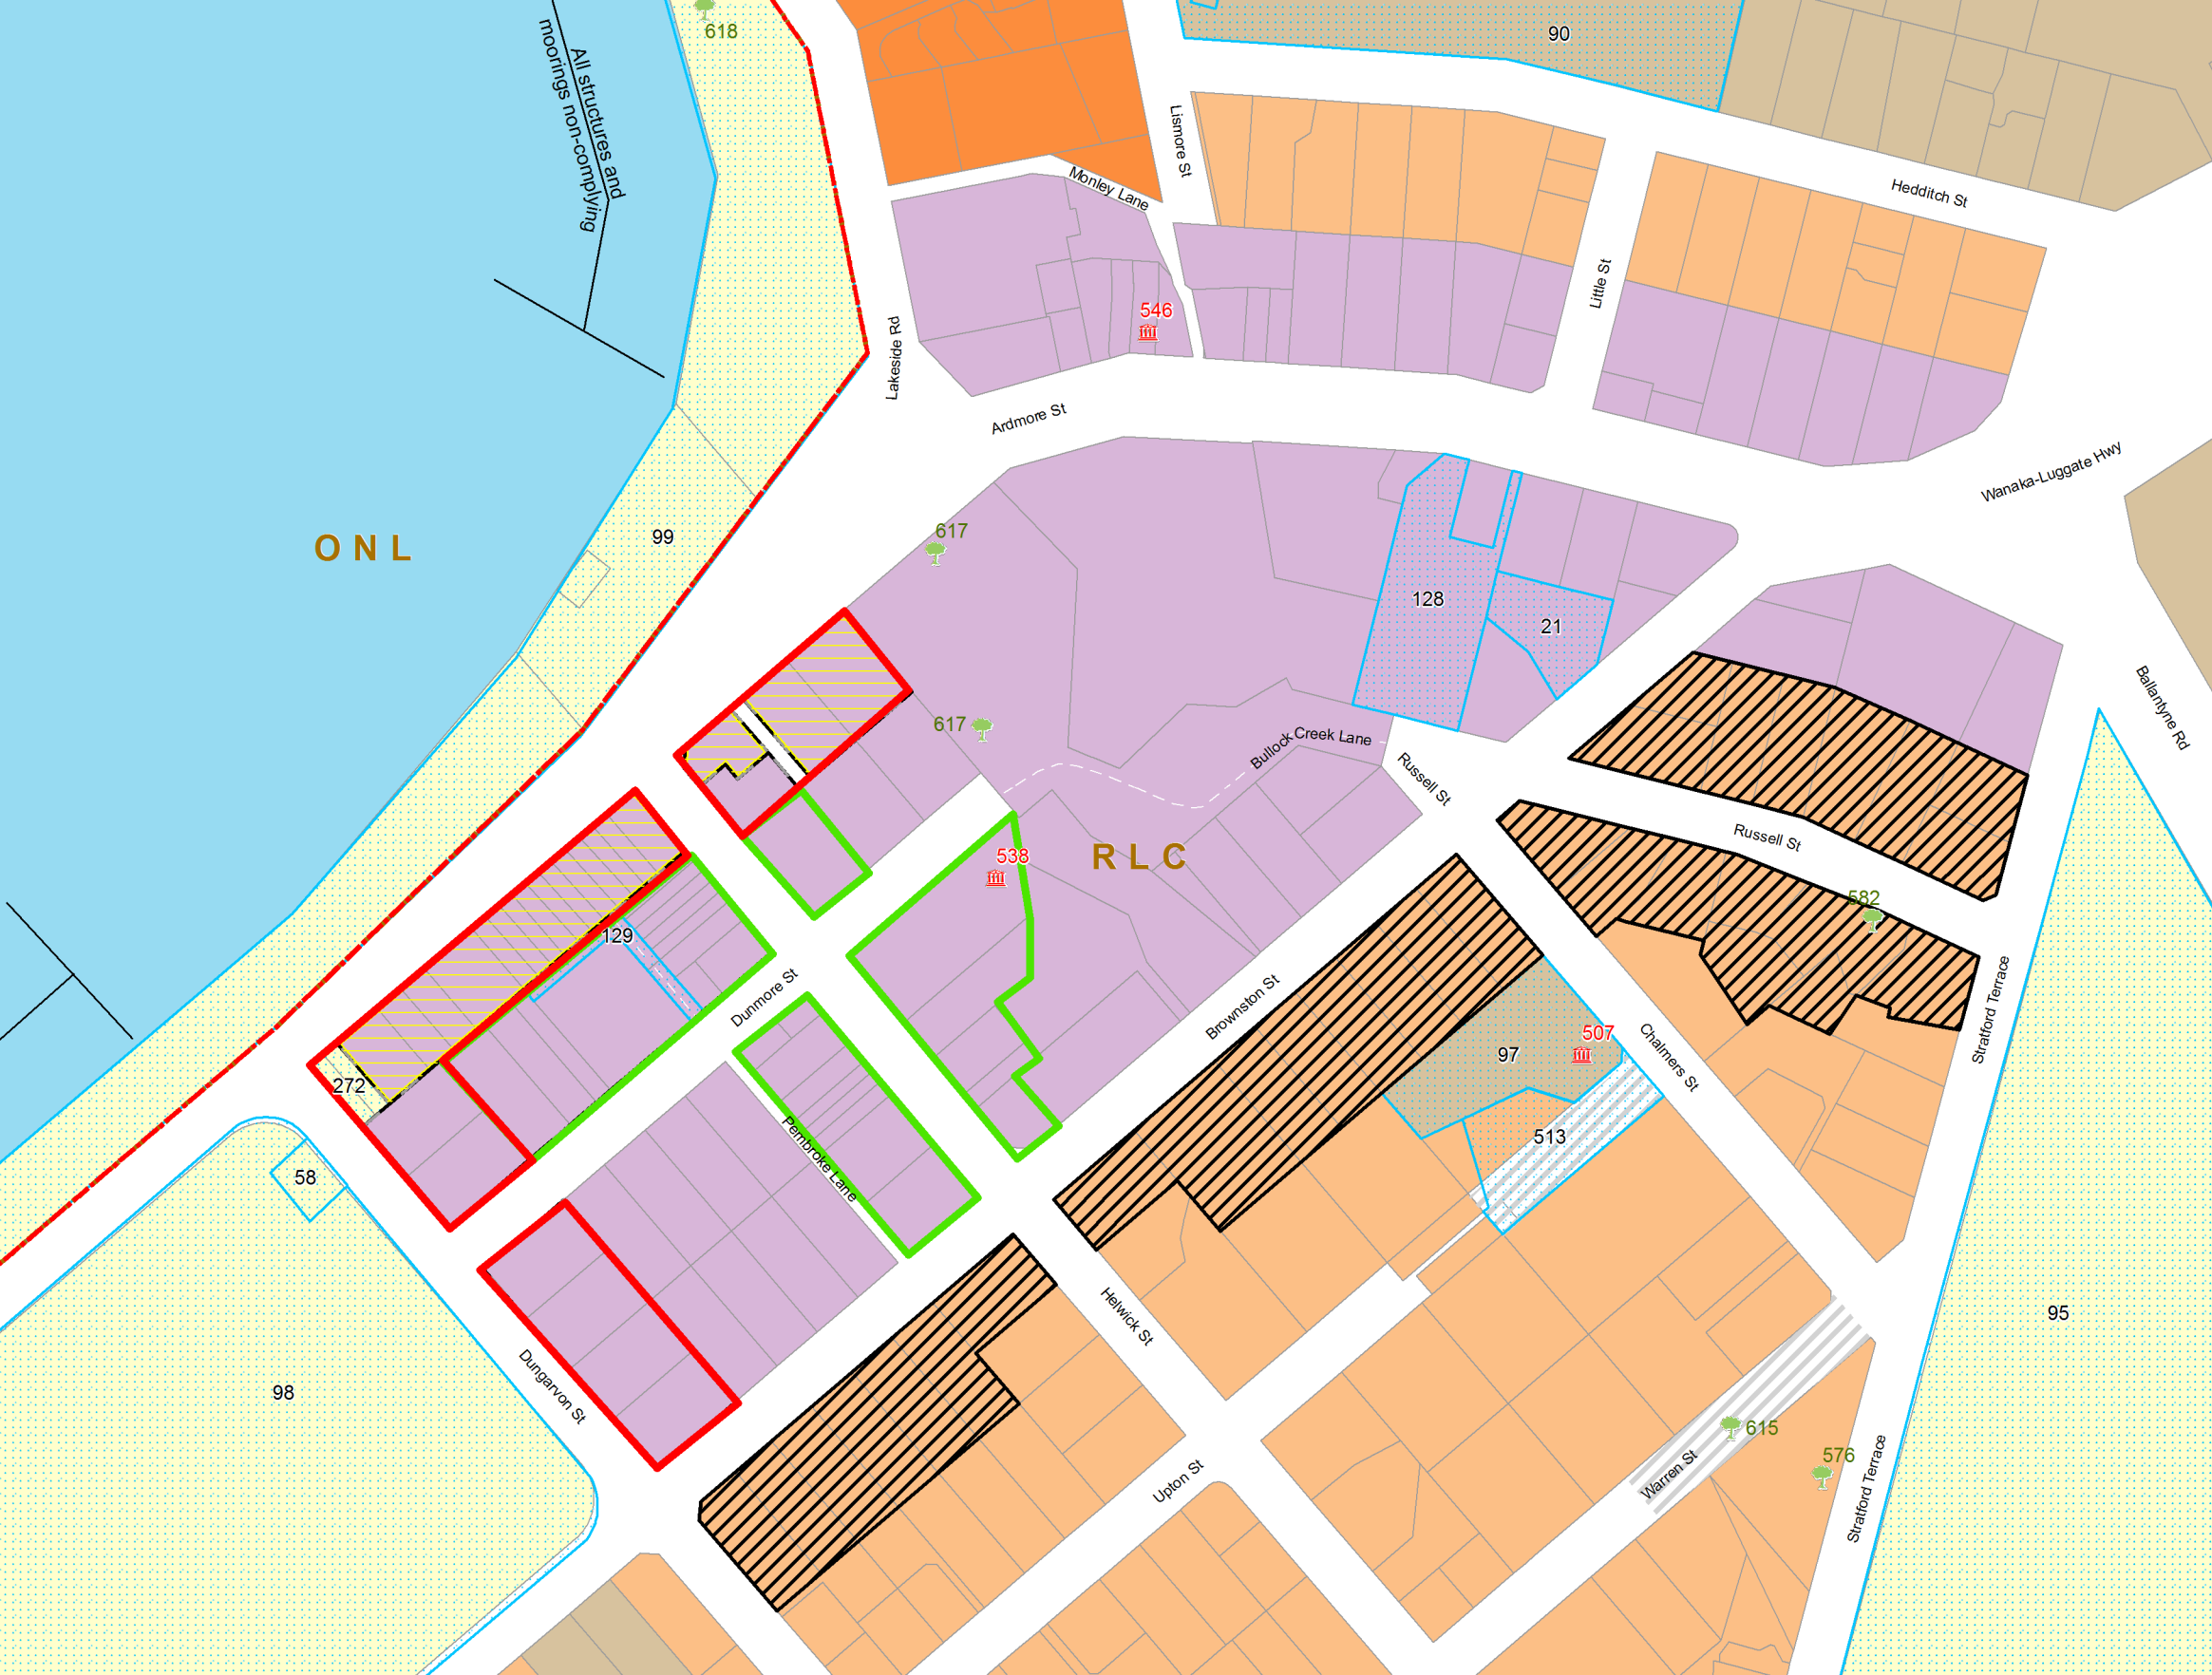 618
90
All structures and
moorings non-complying
Lismore St
Monley Lane
Hedditch St
Little St
546
Lakeside Rd
Ardmore St
Wanaka-Luggate Hwy
ONL
99
617
128
21
617
Bullock Creek Lane
Russell St
Ballantyne Rd
Russell St
538
RLC
582
129
Dunmore St
Brownston St
507
97
Chalmers St
Stratford Terrace
272
513
58
Pembroke Lane
Helwick St
95
98
Dungarvon St
615
576
Warren St
Upton St
Stratford Terrace